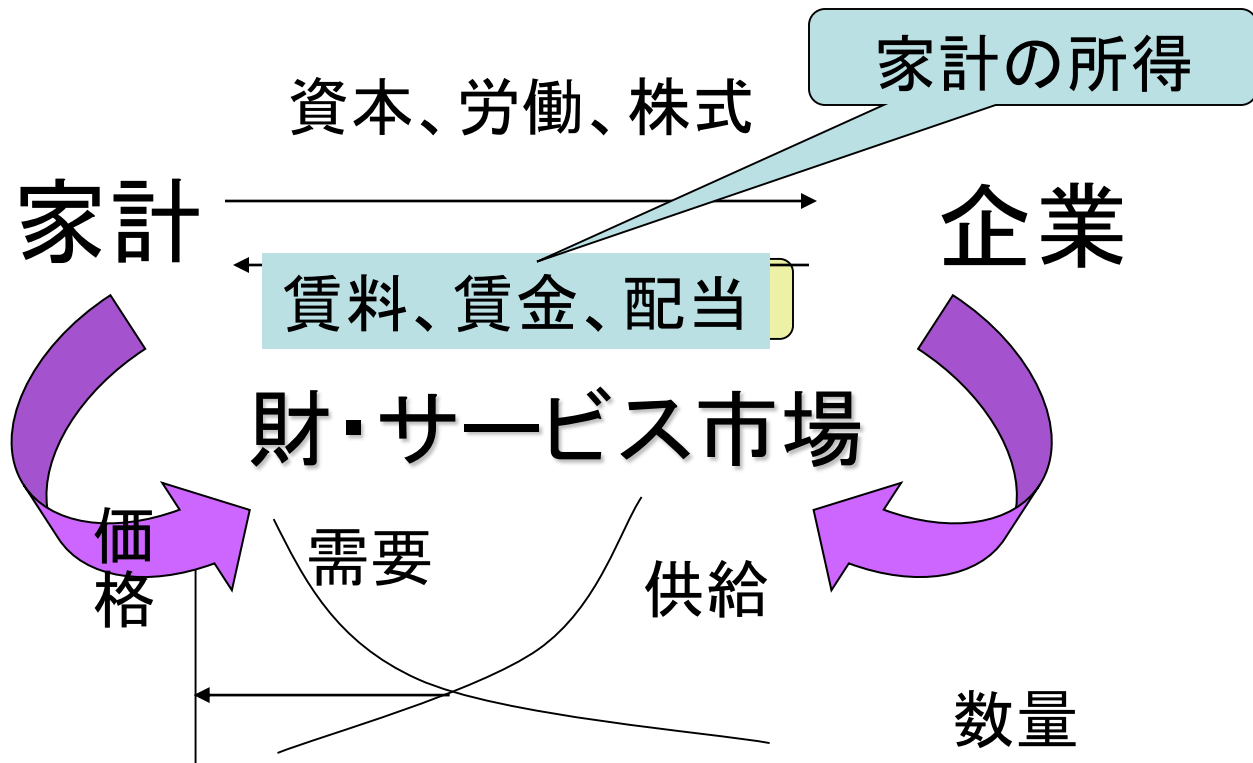 家計の所得
資本、労働、株式
家計
企業
賃料、賃金、配当
財・サービス市場
価
格
需要
供給
数量